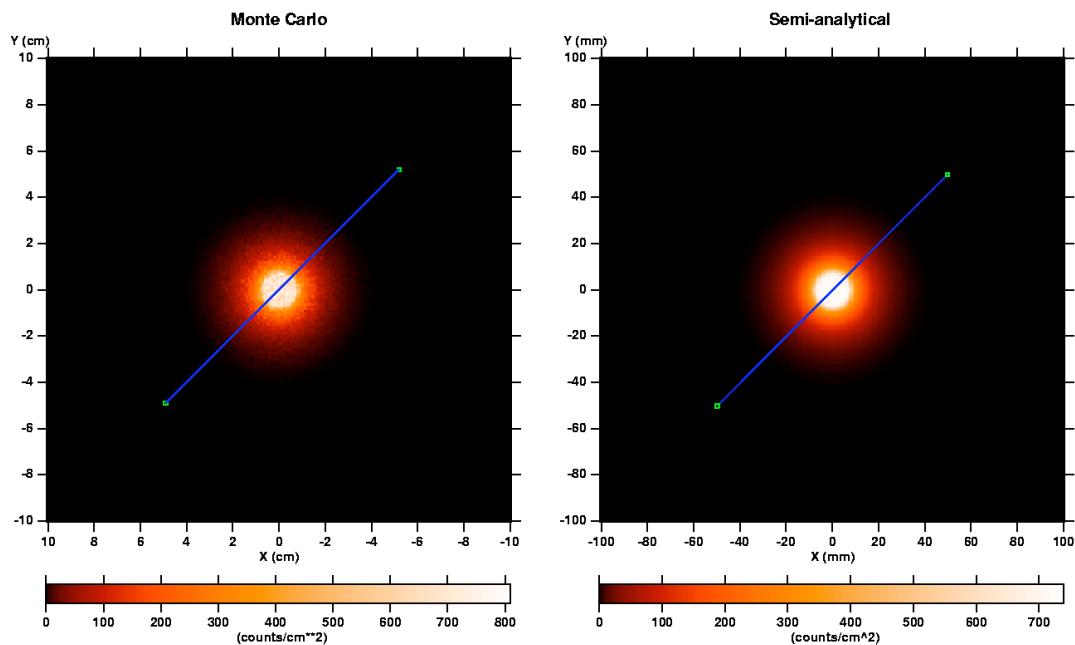 Monte Carlo
Y (cm)
10
8
6
4
2
0
-2
-4
-6
-8
-10
10 8 6 4 2 0 -2 -4 -6 -8 -10
X (cm)
0 100 200 300 400 500 600 700 800
(counts/cm**2)
Semi-analytical
Y (mm)
100
80
60
40
20
0
-20
-40
-60
-80
-100
-100 -80 -60 -40 -20 0 20 40 60 80 100
X (mm)
0 100 200 300 400 500 600 700
(counts/cm^2)